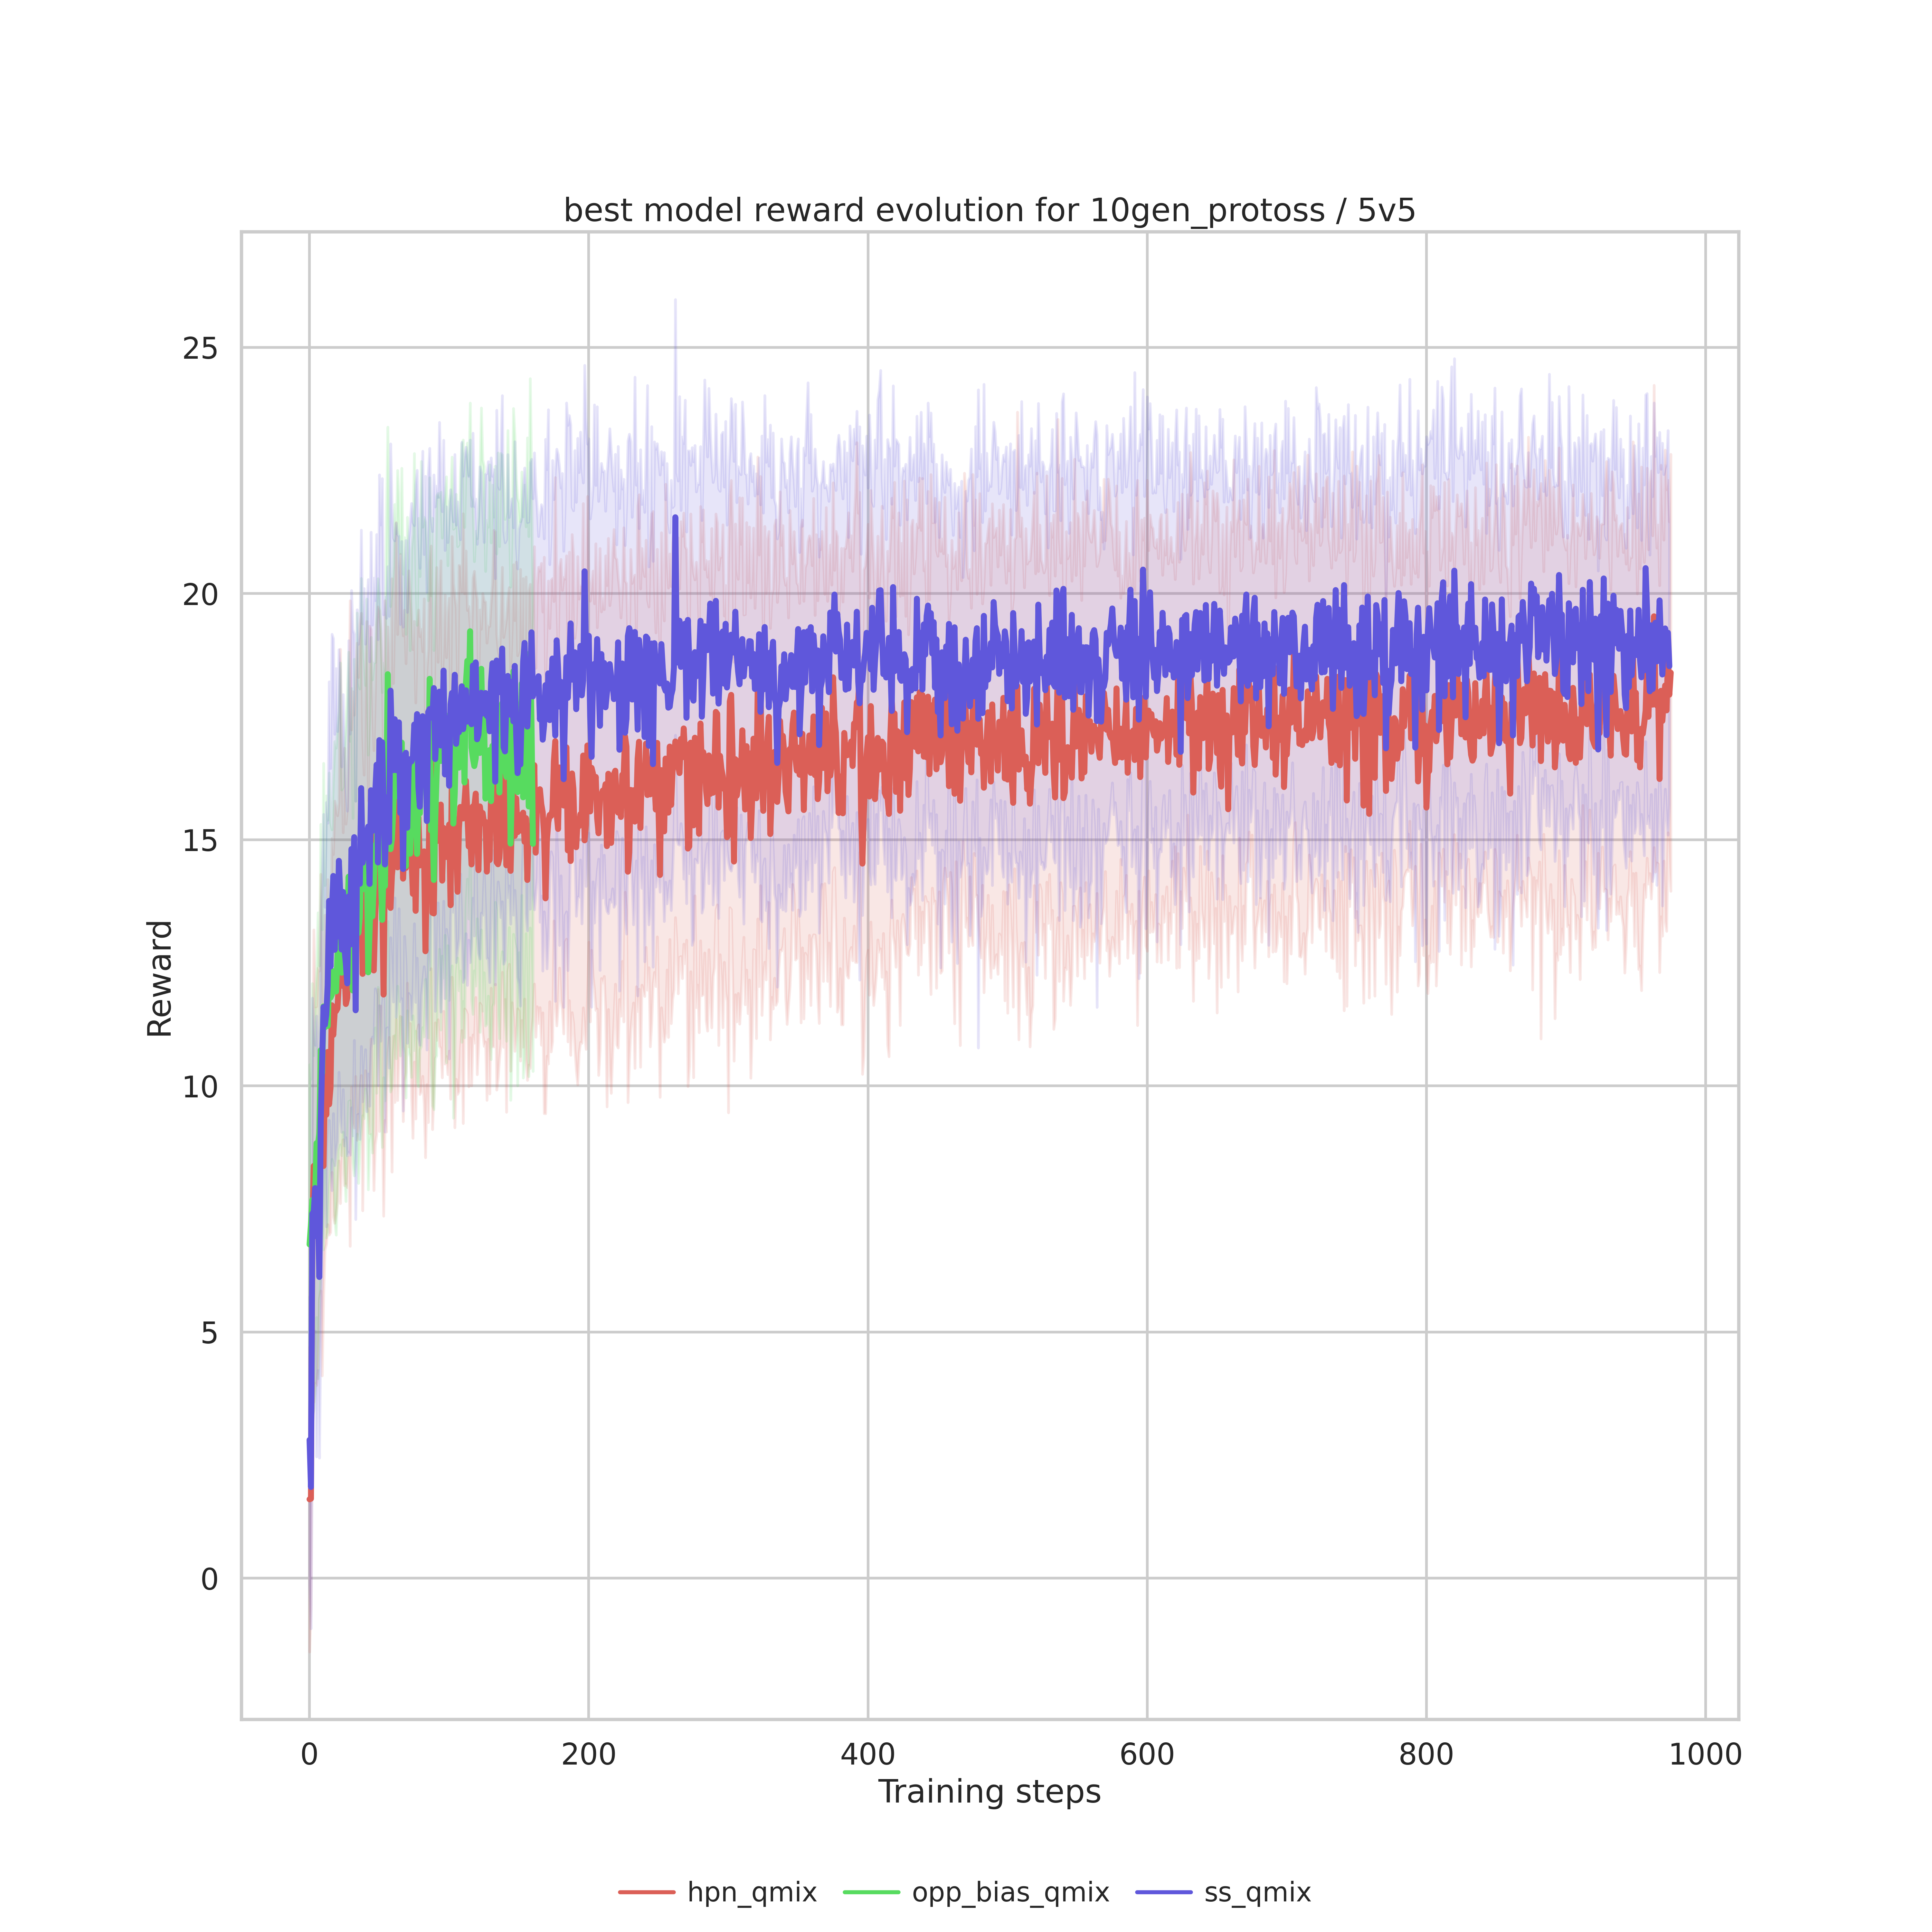 best model reward evolution for 10gen_protoss / 5v5
25
20
15
10
5
0
Reward
0 200 400 600 800 1000
Training steps
hpn_qmix opp_bias_qmix ss_qmix